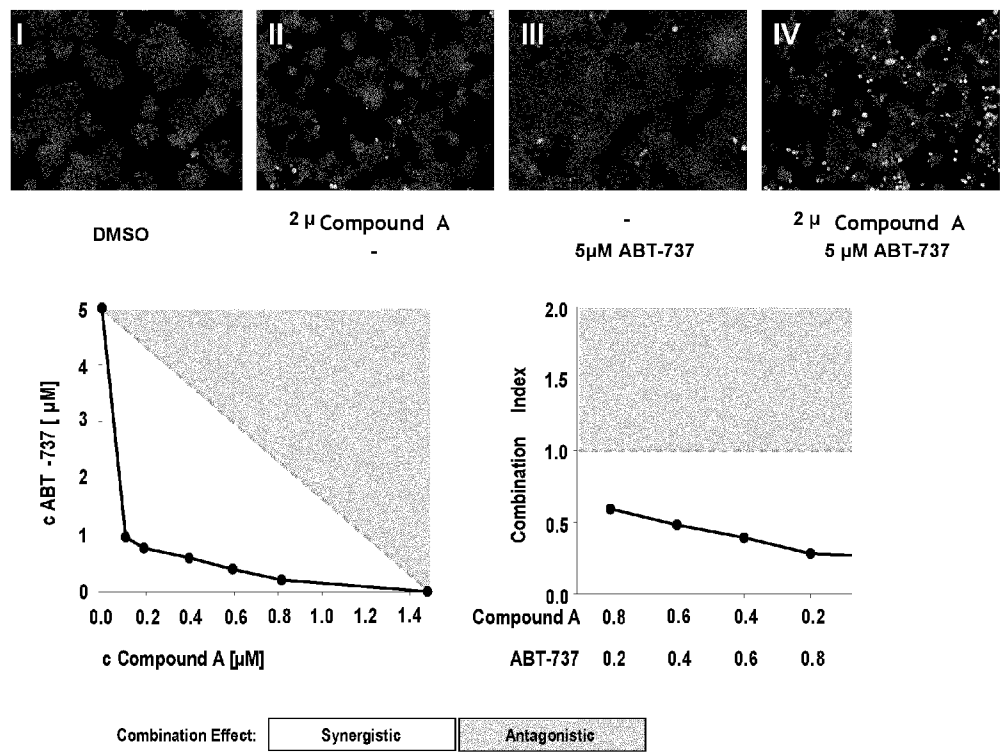 I II III IV
DMSO
2 µ Compound A
-
-
5µM ABT-737
2 µ Compound A
5 µM ABT-737
c ABT -737 [ µM]
5
4
3
2
1
0
0.0 0.2 0.4 0.6 0.8 1.0 1.2 1.4
c Compound A [µM]
Combination Index
2.0
1.5
1.0
0.5
0.0
Compound A 0.8 0.6 0.4 0.2
ABT-737 0.2 0.4 0.6 0.8
Combination Effect: Synergistic Antagonistic